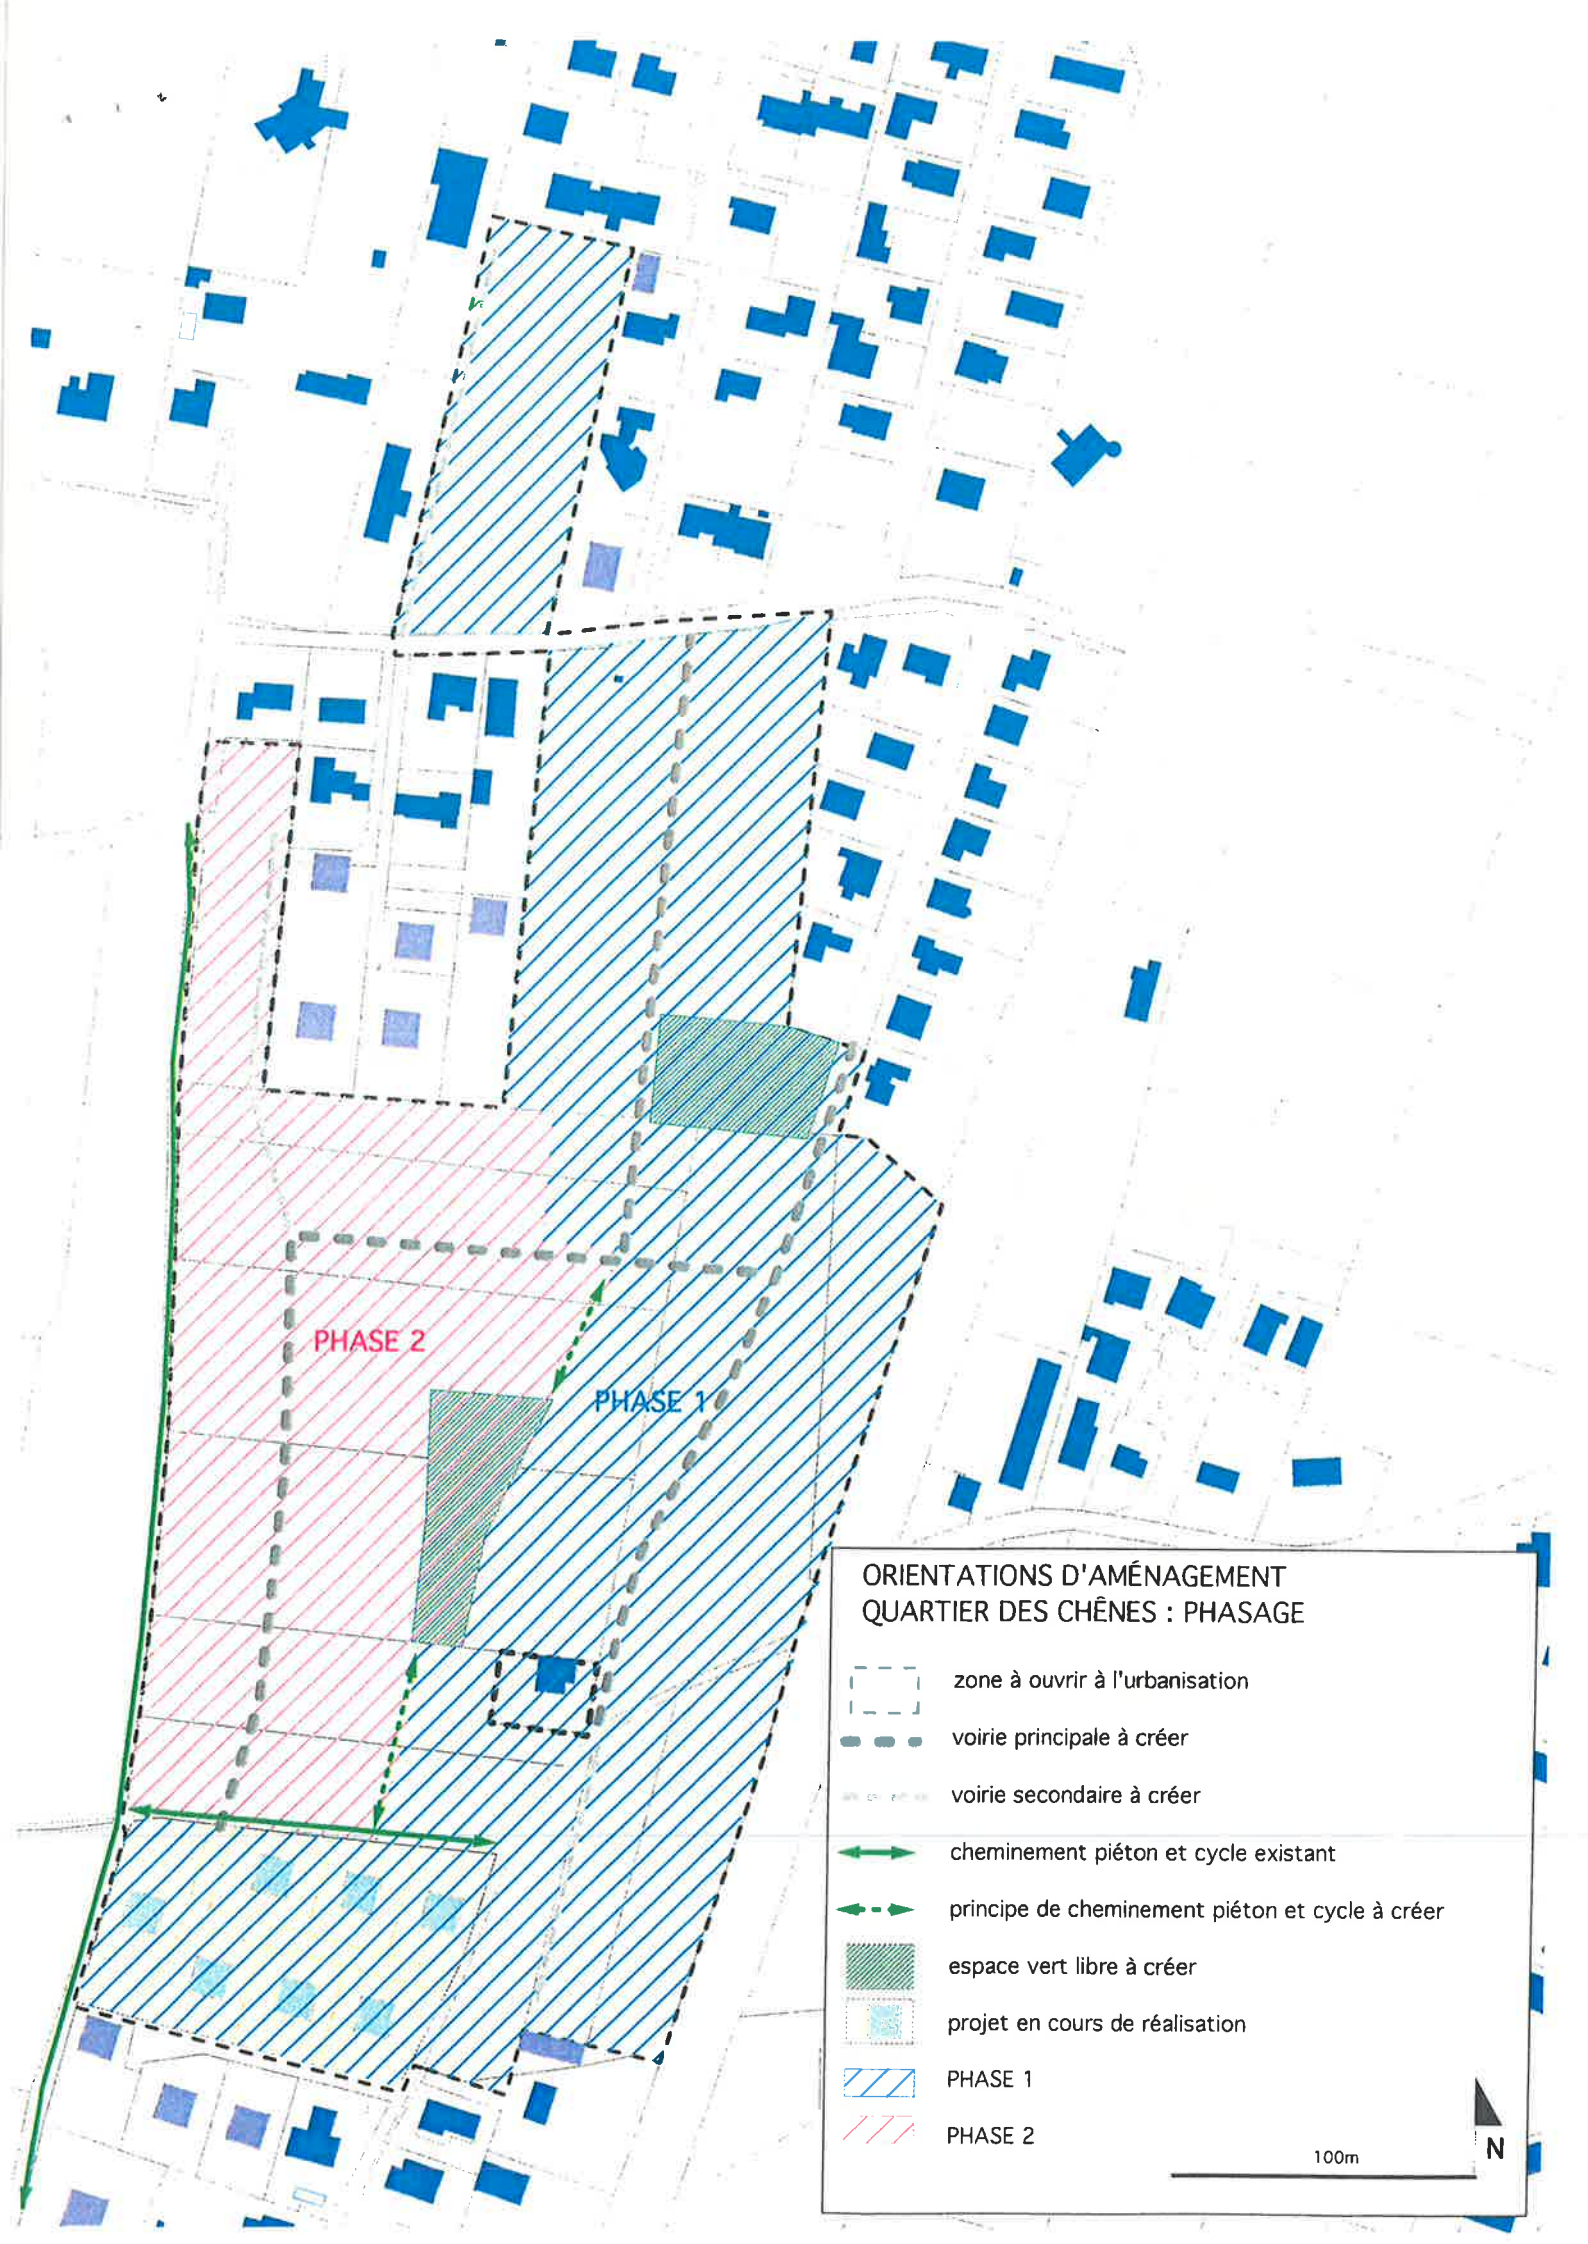 PHASE 2
PHASE 1
ORIENTATIONS D'AMÉNAGEMENT
QUARTIER DES CHÊNES : PHASAGE
zone à ouvrir à l'urbanisation
voirie principale à créer
voirie secondaire à créer
cheminement piéton et cycle existant
principe de cheminement piéton et cycle à créer
espace vert libre à créer
projet en cours de réalisation
PHASE 1
PHASE 2
100m
N